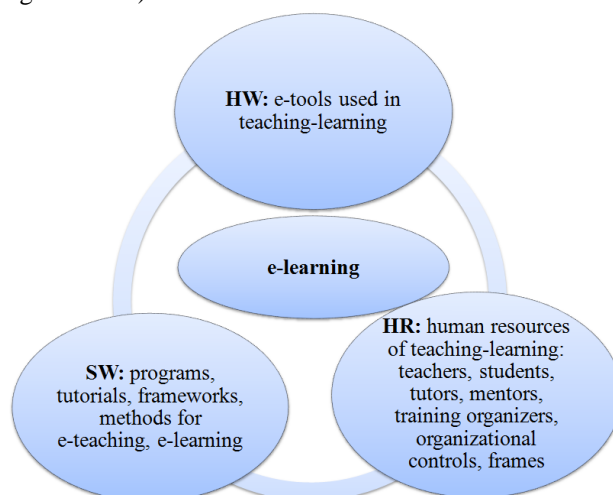 HW: e-tools used in
teaching-learning
e-learning
SW: programs,
tutorials, frameworks,
methods for
e-teaching, e-learning
HR: human resources
of teaching-learning:
teachers, students,
tutors, mentors,
training organizers,
organizational
controls, frames